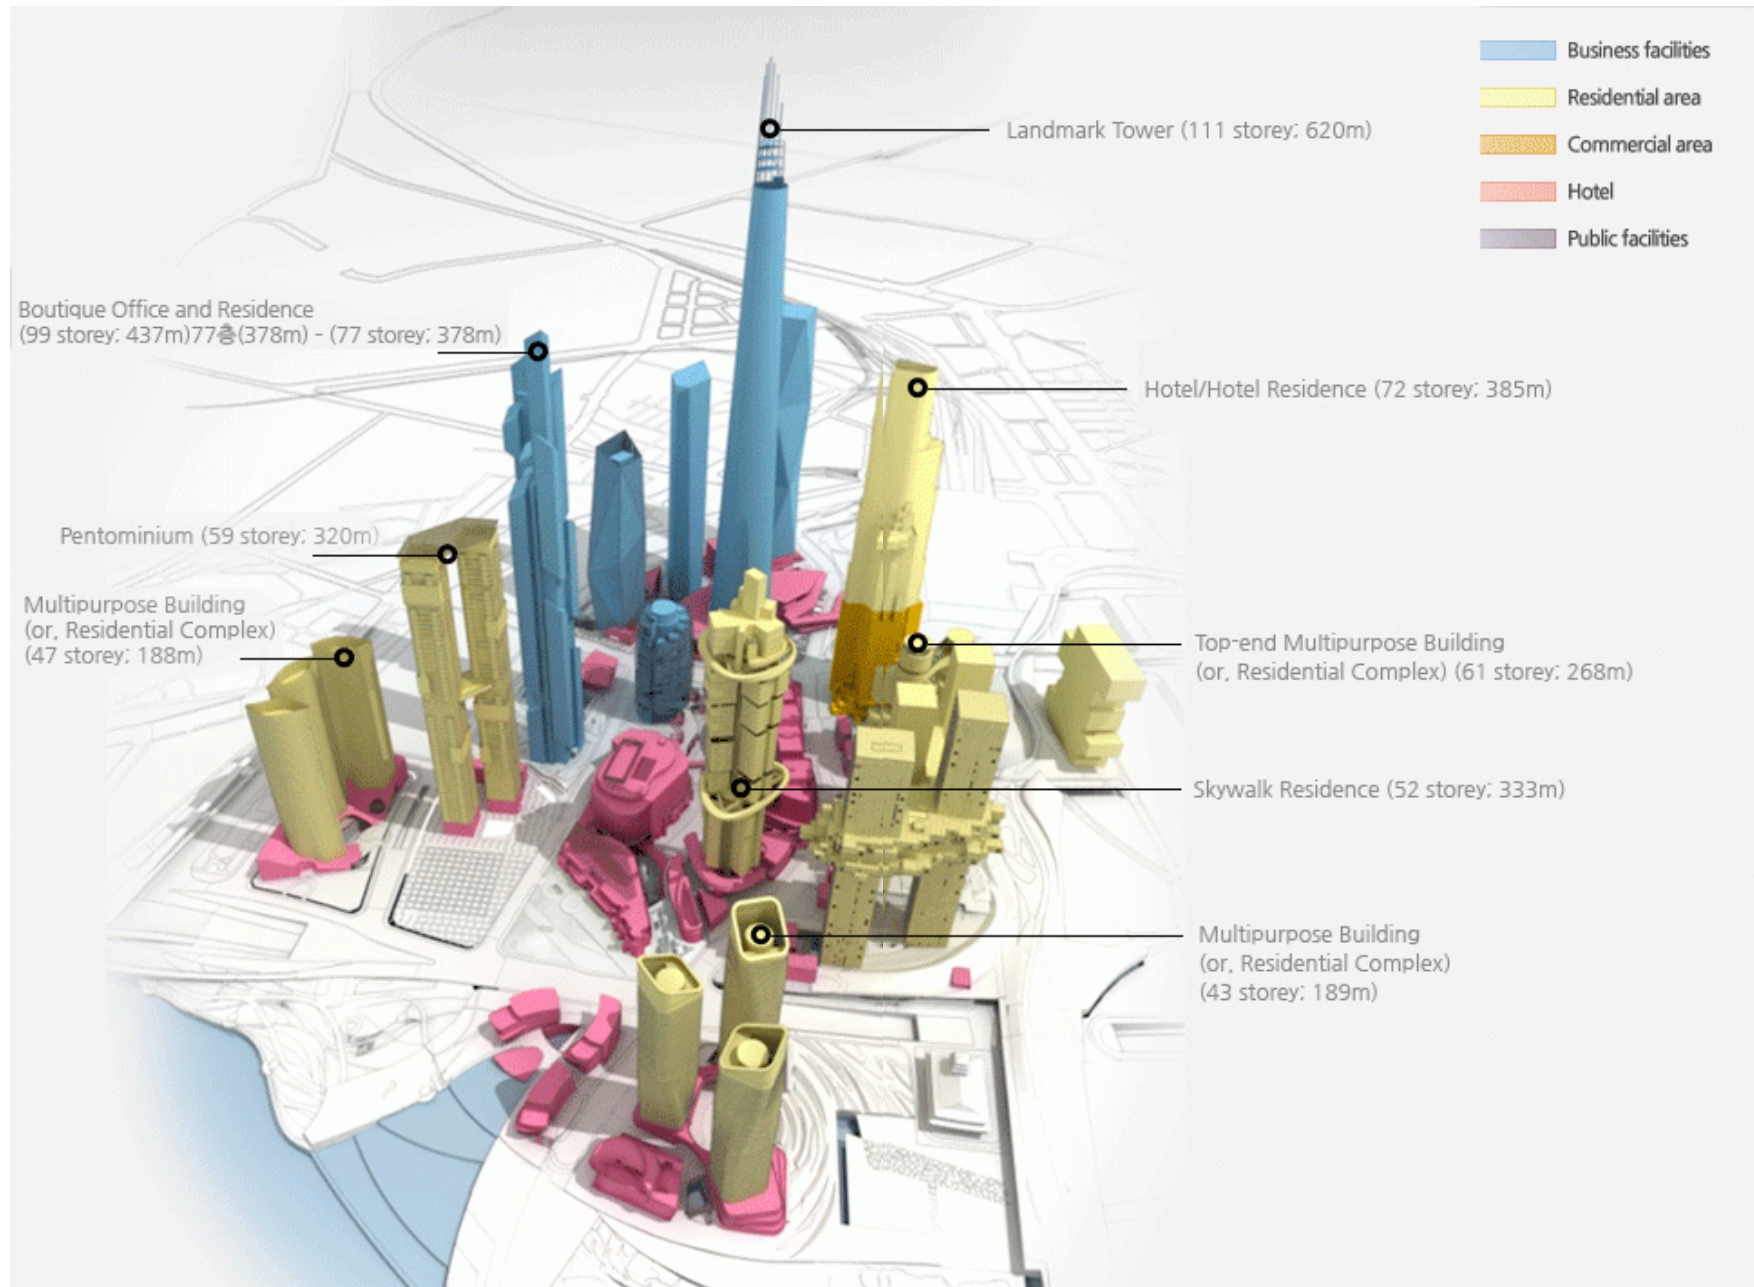 Business facilities
Residential area
Commercial area
Hotel
Public facilities
Landmark Tower (111 storey; 620m)
Boutique Office and Residence
(99 storey; 437m)77층(378m) - (77 storey; 378m)
Hotel/Hotel Residence (72 storey; 385m)
Pentominium (59 storey; 320m)
Multipurpose Building
(or, Residential Complex)
(47 storey; 188m)
Top-end Multipurpose Building
(or, Residential Complex) (61 storey; 268m)
Skywalk Residence (52 storey; 333m)
Multipurpose Building
(or, Residential Complex)
(43 storey; 189m)